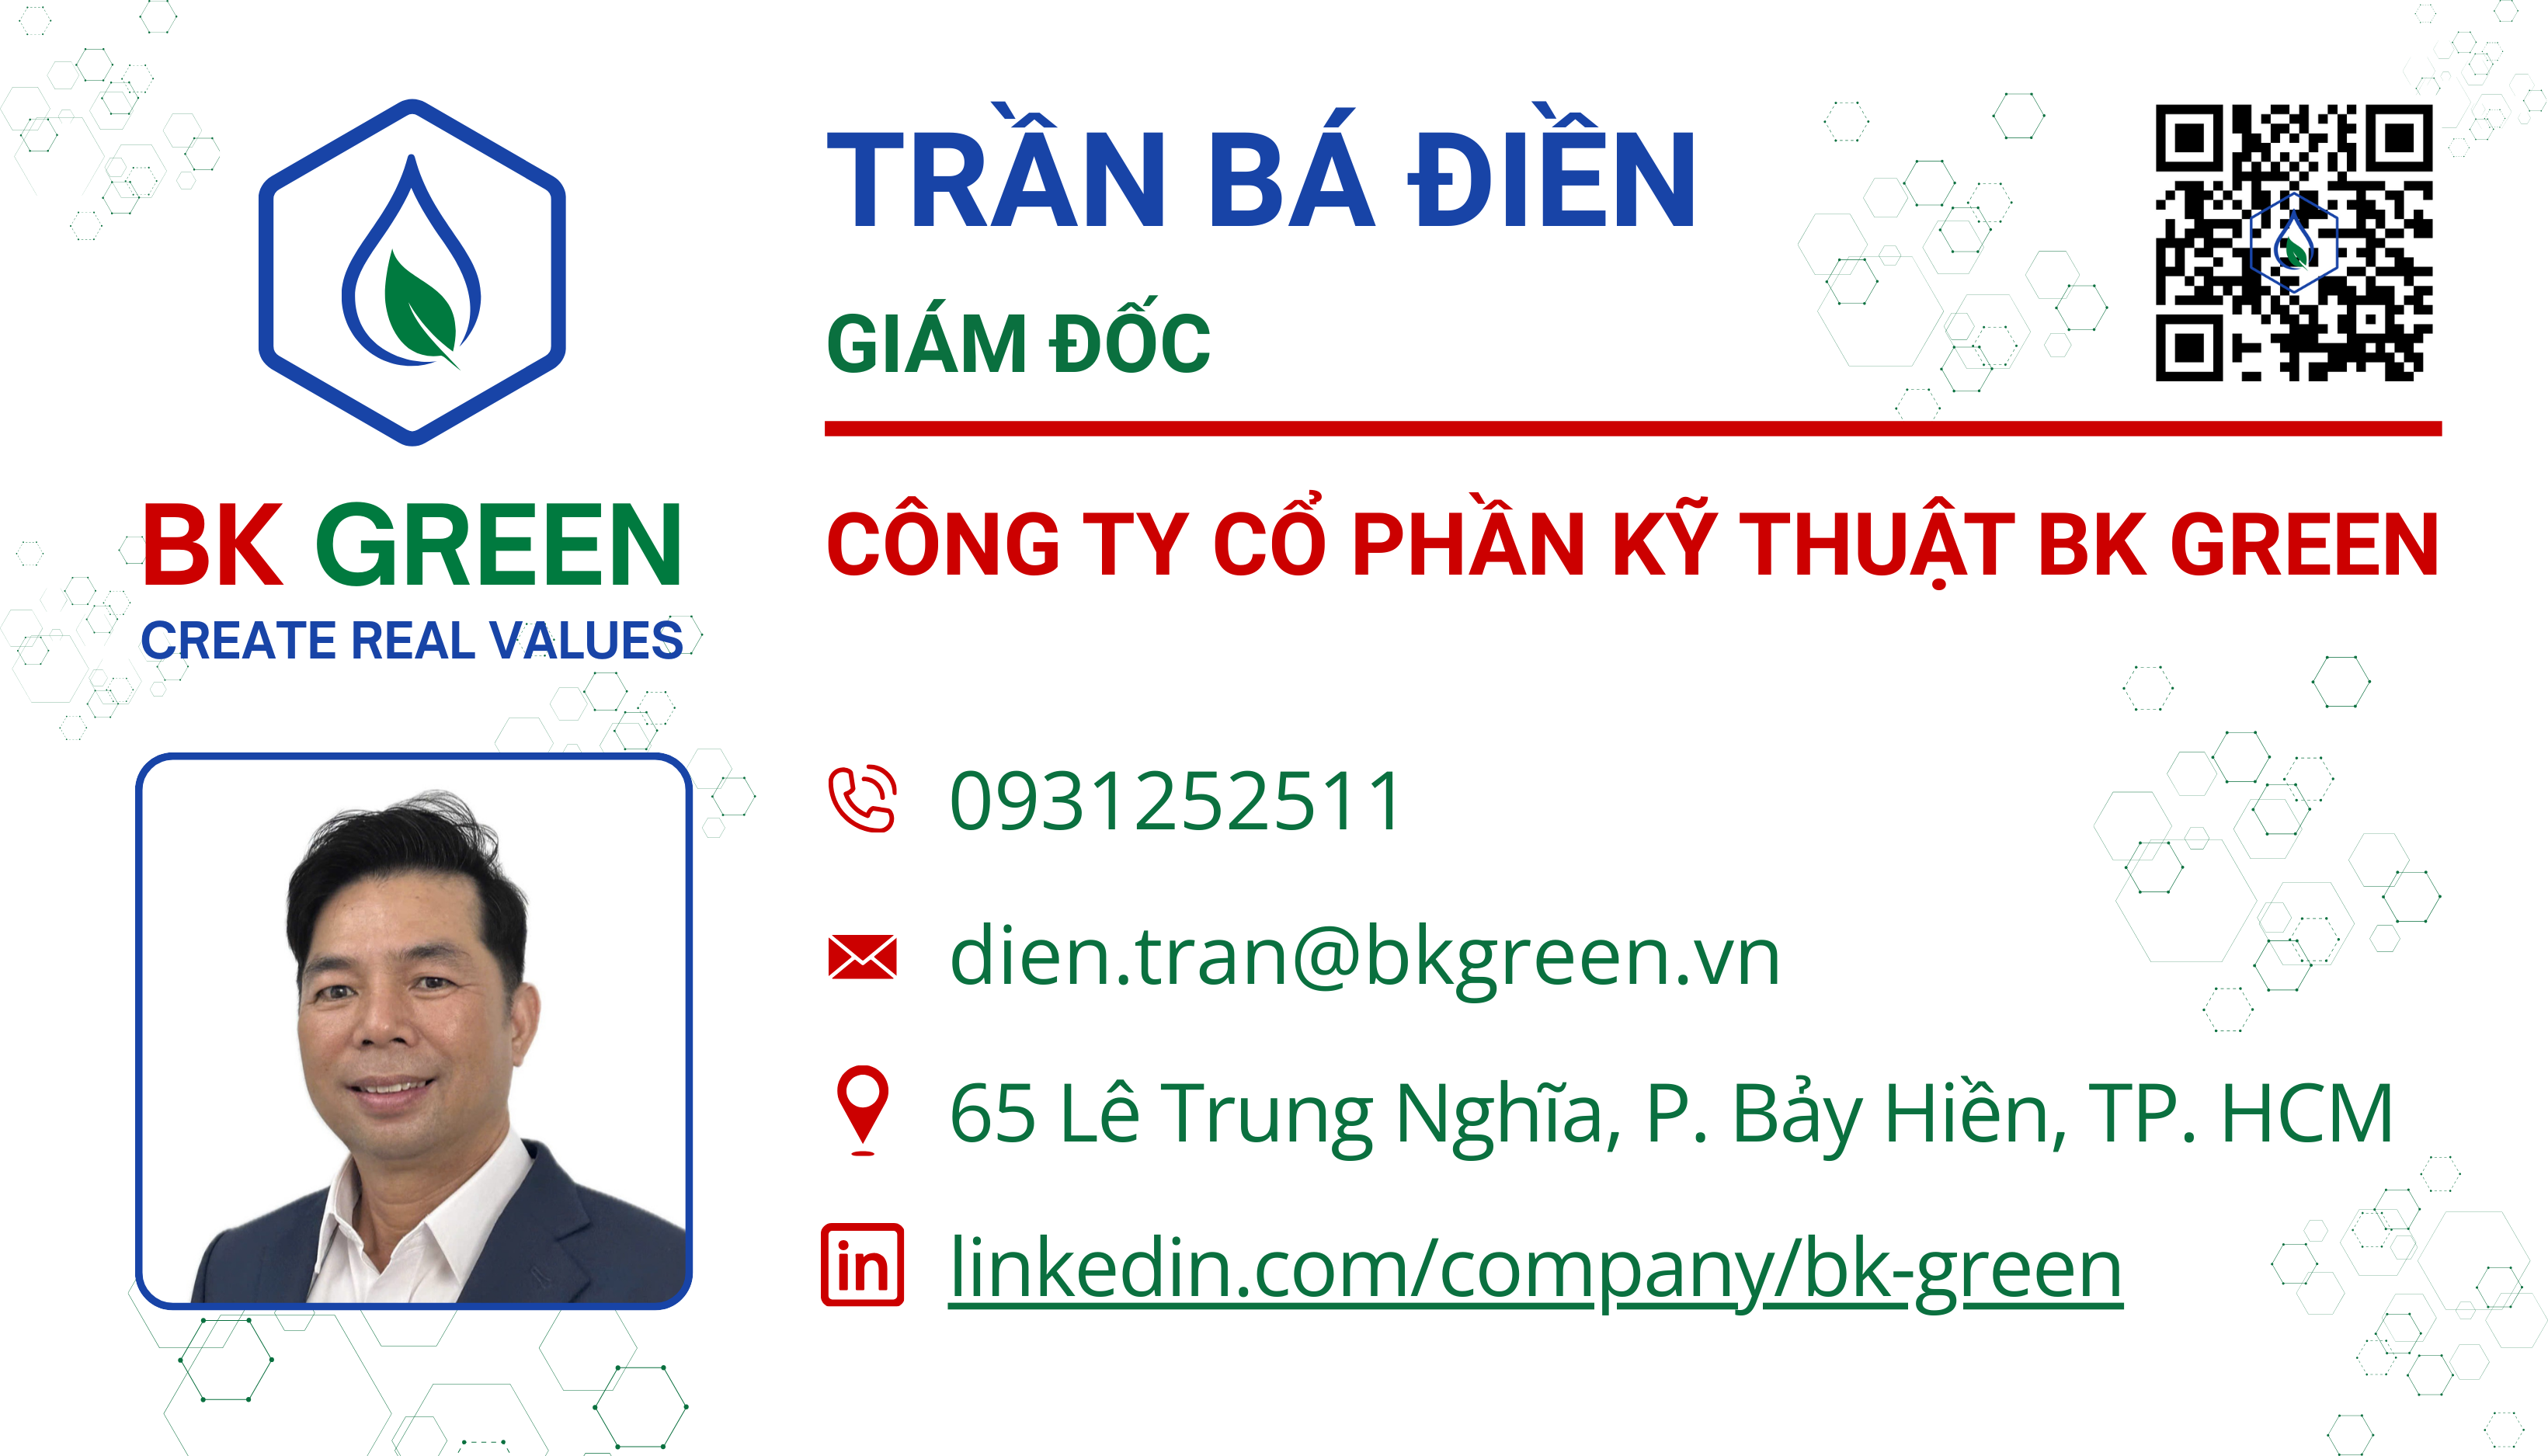 BK GREEN
CREATE REAL VALUES
TRẦN BÁ ĐIỀN
GIÁM ĐỐC
CÔNG TY CỔ PHẦN KỸ THUẬT BK GREEN
0931252511
dien.tran@bkgreen.vn
65 Lê Trung Nghĩa, P. Bảy Hiền, TP. HCM
in
linkedin.com/company/bk-green